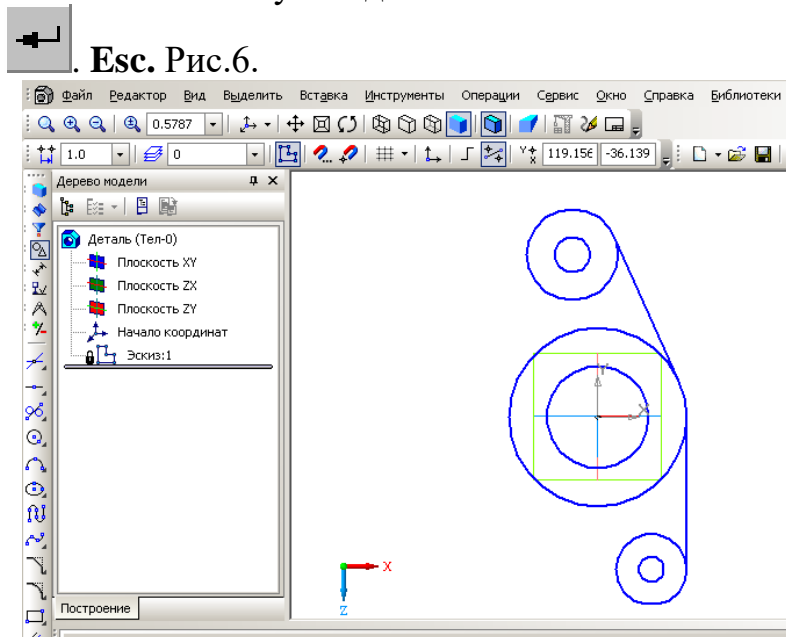 . Esc. Рис.6.
Файл Редактор Вид Выделить Вставка Инструменты Операции Сервис Окно Справка Библиотеки
0.5787
1.0 0 119.156 -36.139
Дерево модели
Деталь (Тел-0)
Плоскость XY
Плоскость ZX
Плоскость ZY
Начало координат
Эскиз:1
Y
X
X
Z
Построение